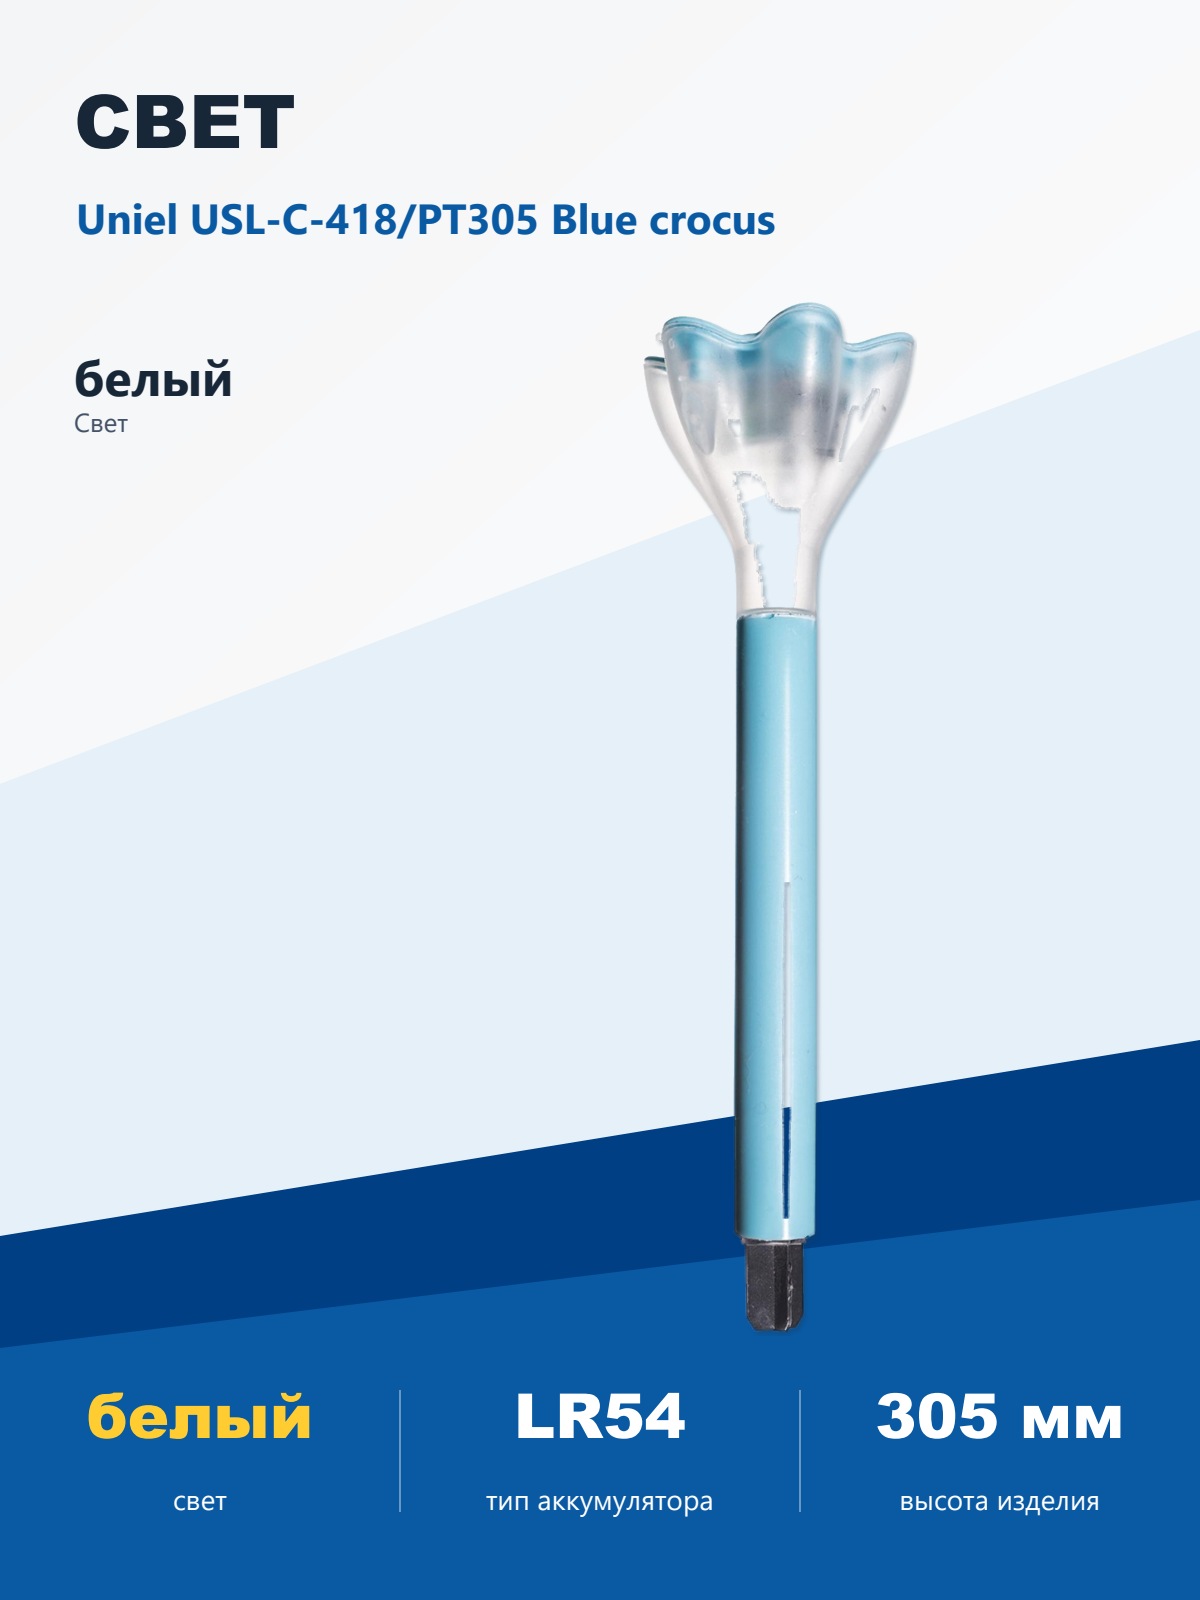 СВЕТ
Uniel USL-C-418/PT305 Blue crocus
белый
Свет
белый
свет
LR54
тип аккумулятора
305 мм
высота изделия